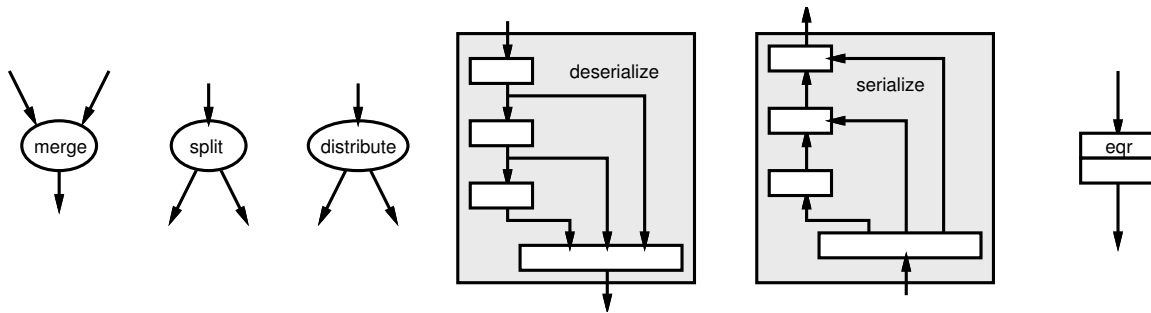 merge
split
distribute
deserialize
serialize
eqr